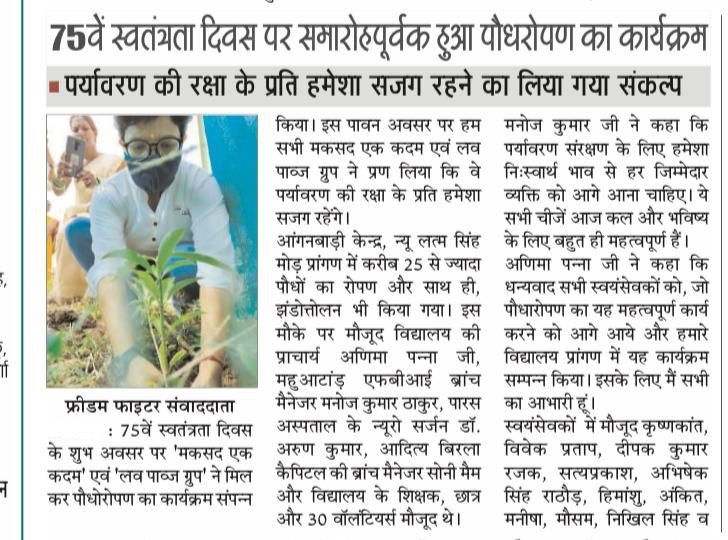 75वें स्वतंत्रता दिवस पर समारोहपूर्वक हुआ पौधरोपण का कार्यक्रम
पर्यावरण की रक्षा के प्रति हमेशा सजग रहने का लिया गया संकल्प
फ्रीडम फाइटर संवाददाता
: 75वें स्वतंत्रता दिवस
के शुभ अवसर पर 'मकसद एक
कदम' एवं 'लव पाव्ज ग्रुप' ने मिल
कर पौधोरोपण का कार्यक्रम संपन्न
किया। इस पावन अवसर पर हम
सभी मकसद एक कदम एवं लव
पाव्ज ग्रुप ने प्रण लिया कि वे
पर्यावरण की रक्षा के प्रति हमेशा
सजग रहेंगे।
आंगनबाड़ी केन्द्र, न्यू लत्म सिंह
मोड़ प्रांगण में करीब 25 से ज्यादा
पौधों का रोपण और साथ ही,
झंडोत्तोलन भी किया गया। इस
मौके पर मौजूद विद्यालय की
प्राचार्य अणिमा पन्ना जी,
महुआटांड़ एफबीआई ब्रांच
मैनेजर मनोज कुमार ठाकुर, पारस
अस्पताल के न्यूरो सर्जन डॉ.
अरुण कुमार, आदित्य बिरला
कैपिटल की ब्रांच मैनेजर सोनी मैम
और विद्यालय के शिक्षक, छात्र
और 30 वॉलंटियर्स मौजूद थे।
मनोज कुमार जी ने कहा कि
पर्यावरण संरक्षण के लिए हमेशा
निःस्वार्थ भाव से हर जिम्मेदार
व्यक्ति को आगे आना चाहिए। ये
सभी चीजें आज कल और भविष्य
के लिए बहुत ही महत्वपूर्ण हैं।
अणिमा पन्ना जी ने कहा कि
धन्यवाद सभी स्वयंसेवकों को, जो
पौधारोपण का यह महत्वपूर्ण कार्य
करने को आगे आये और हमारे
विद्यालय प्रांगण में यह कार्यक्रम
सम्पन्न किया। इसके लिए मैं सभी
का आभारी हूं।
स्वयंसेवकों में मौजूद कृष्णकांत,
विवेक प्रताप, दीपक कुमार
रजक, सत्यप्रकाश, अभिषेक
सिंह राठौड़, हिमांशु, अंकित,
मनीषा, मौसम, निखिल सिंह व